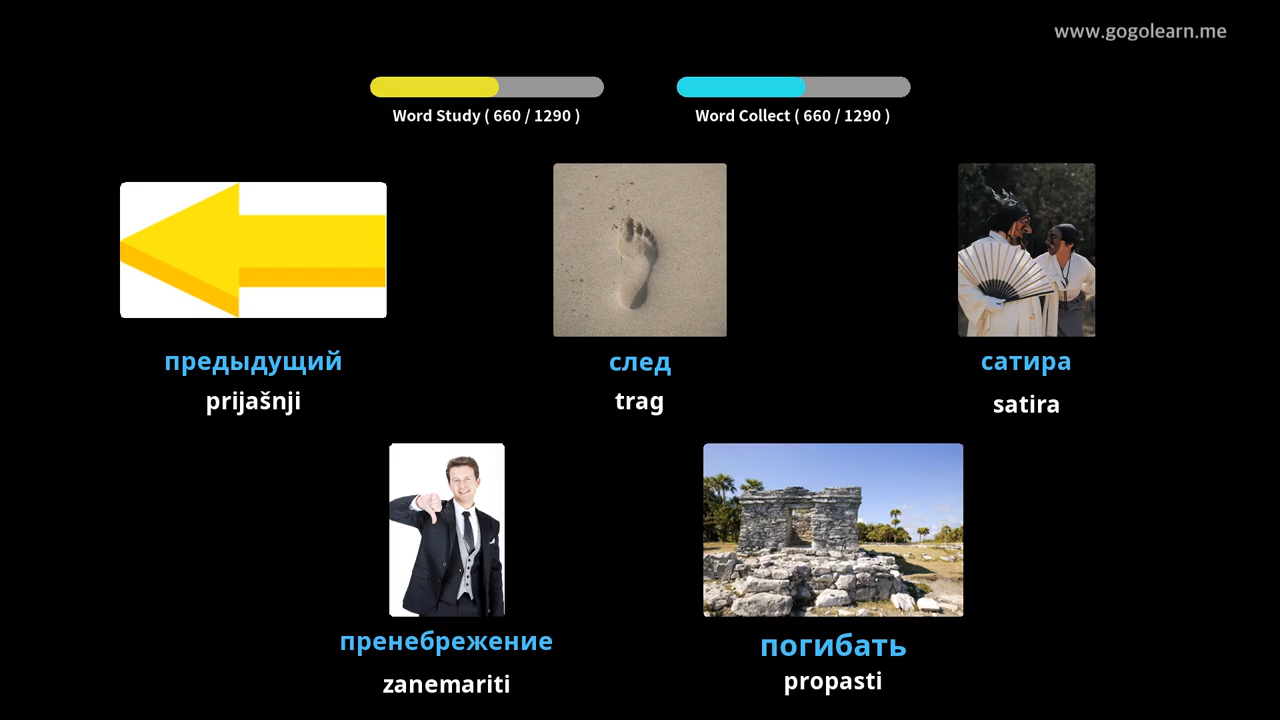 www.gogolearn.me
Word Study ( 660 / 1290 )
Word Collect ( 660 / 1290 )
предыдущий
prijašnji
след
trag
сатира
satira
пренебрежение
zanemariti
погибать
propasti